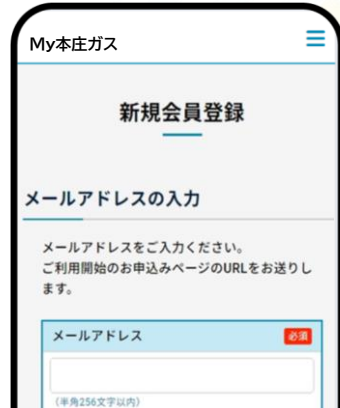 My本庄ガス
新規会員登録
メールアドレスの入力
メールアドレスをご入力ください。
ご利用開始のお申込みページのURLをお送りし
ます。
メールアドレス 必須
(半角256文字以内)